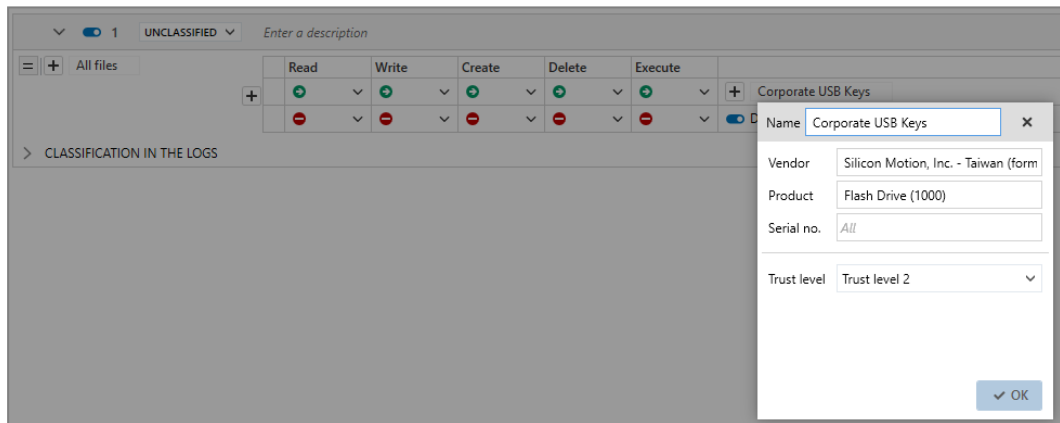 1 UNCLASSIFIED Enter a description
All files
Read Write Create Delete Execute
Corporate USB Keys
D
CLASSIFICATION IN THE LOGS
Name Corporate USB Keys
Vendor Silicon Motion, Inc. - Taiwan (form
Product Flash Drive (1000)
Serial no. All
Trust level Trust level 2
OK